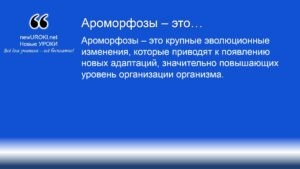 Ароморфозы – это…
newUROKI.net
Новые УРОКИ
Всё для учителя – всё бесплатно!
Ароморфозы – это крупные эволюционные
изменения, которые приводят к появлению
новых адаптаций, значительно повышающих
уровень организации организма.